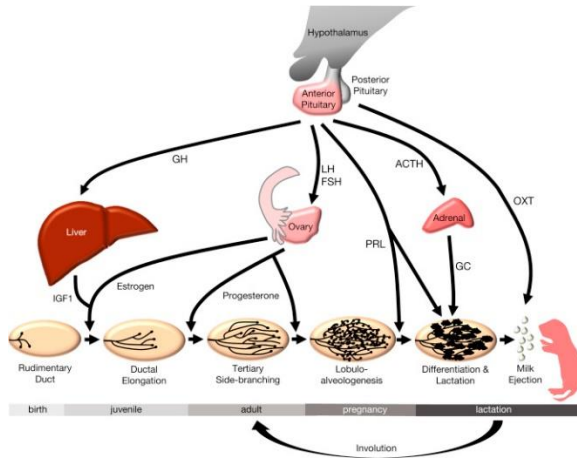 Hypothalamus
Posterior
Pituitary
Anterior
Pituitary
GH
LH
FSH
ACTH
OXT
Liver
Ovary
Adrenal
PRL
GC
IGF1
Estrogen
Progesterone
Rudimentary
Duct
Ductal
Elongation
Tertiary
Side-branching
Lobulo-
alveologenesis
Differentiation &
Lactation
Milk
Ejection
birth
juvenile
adult
pregnancy
lactation
Involution